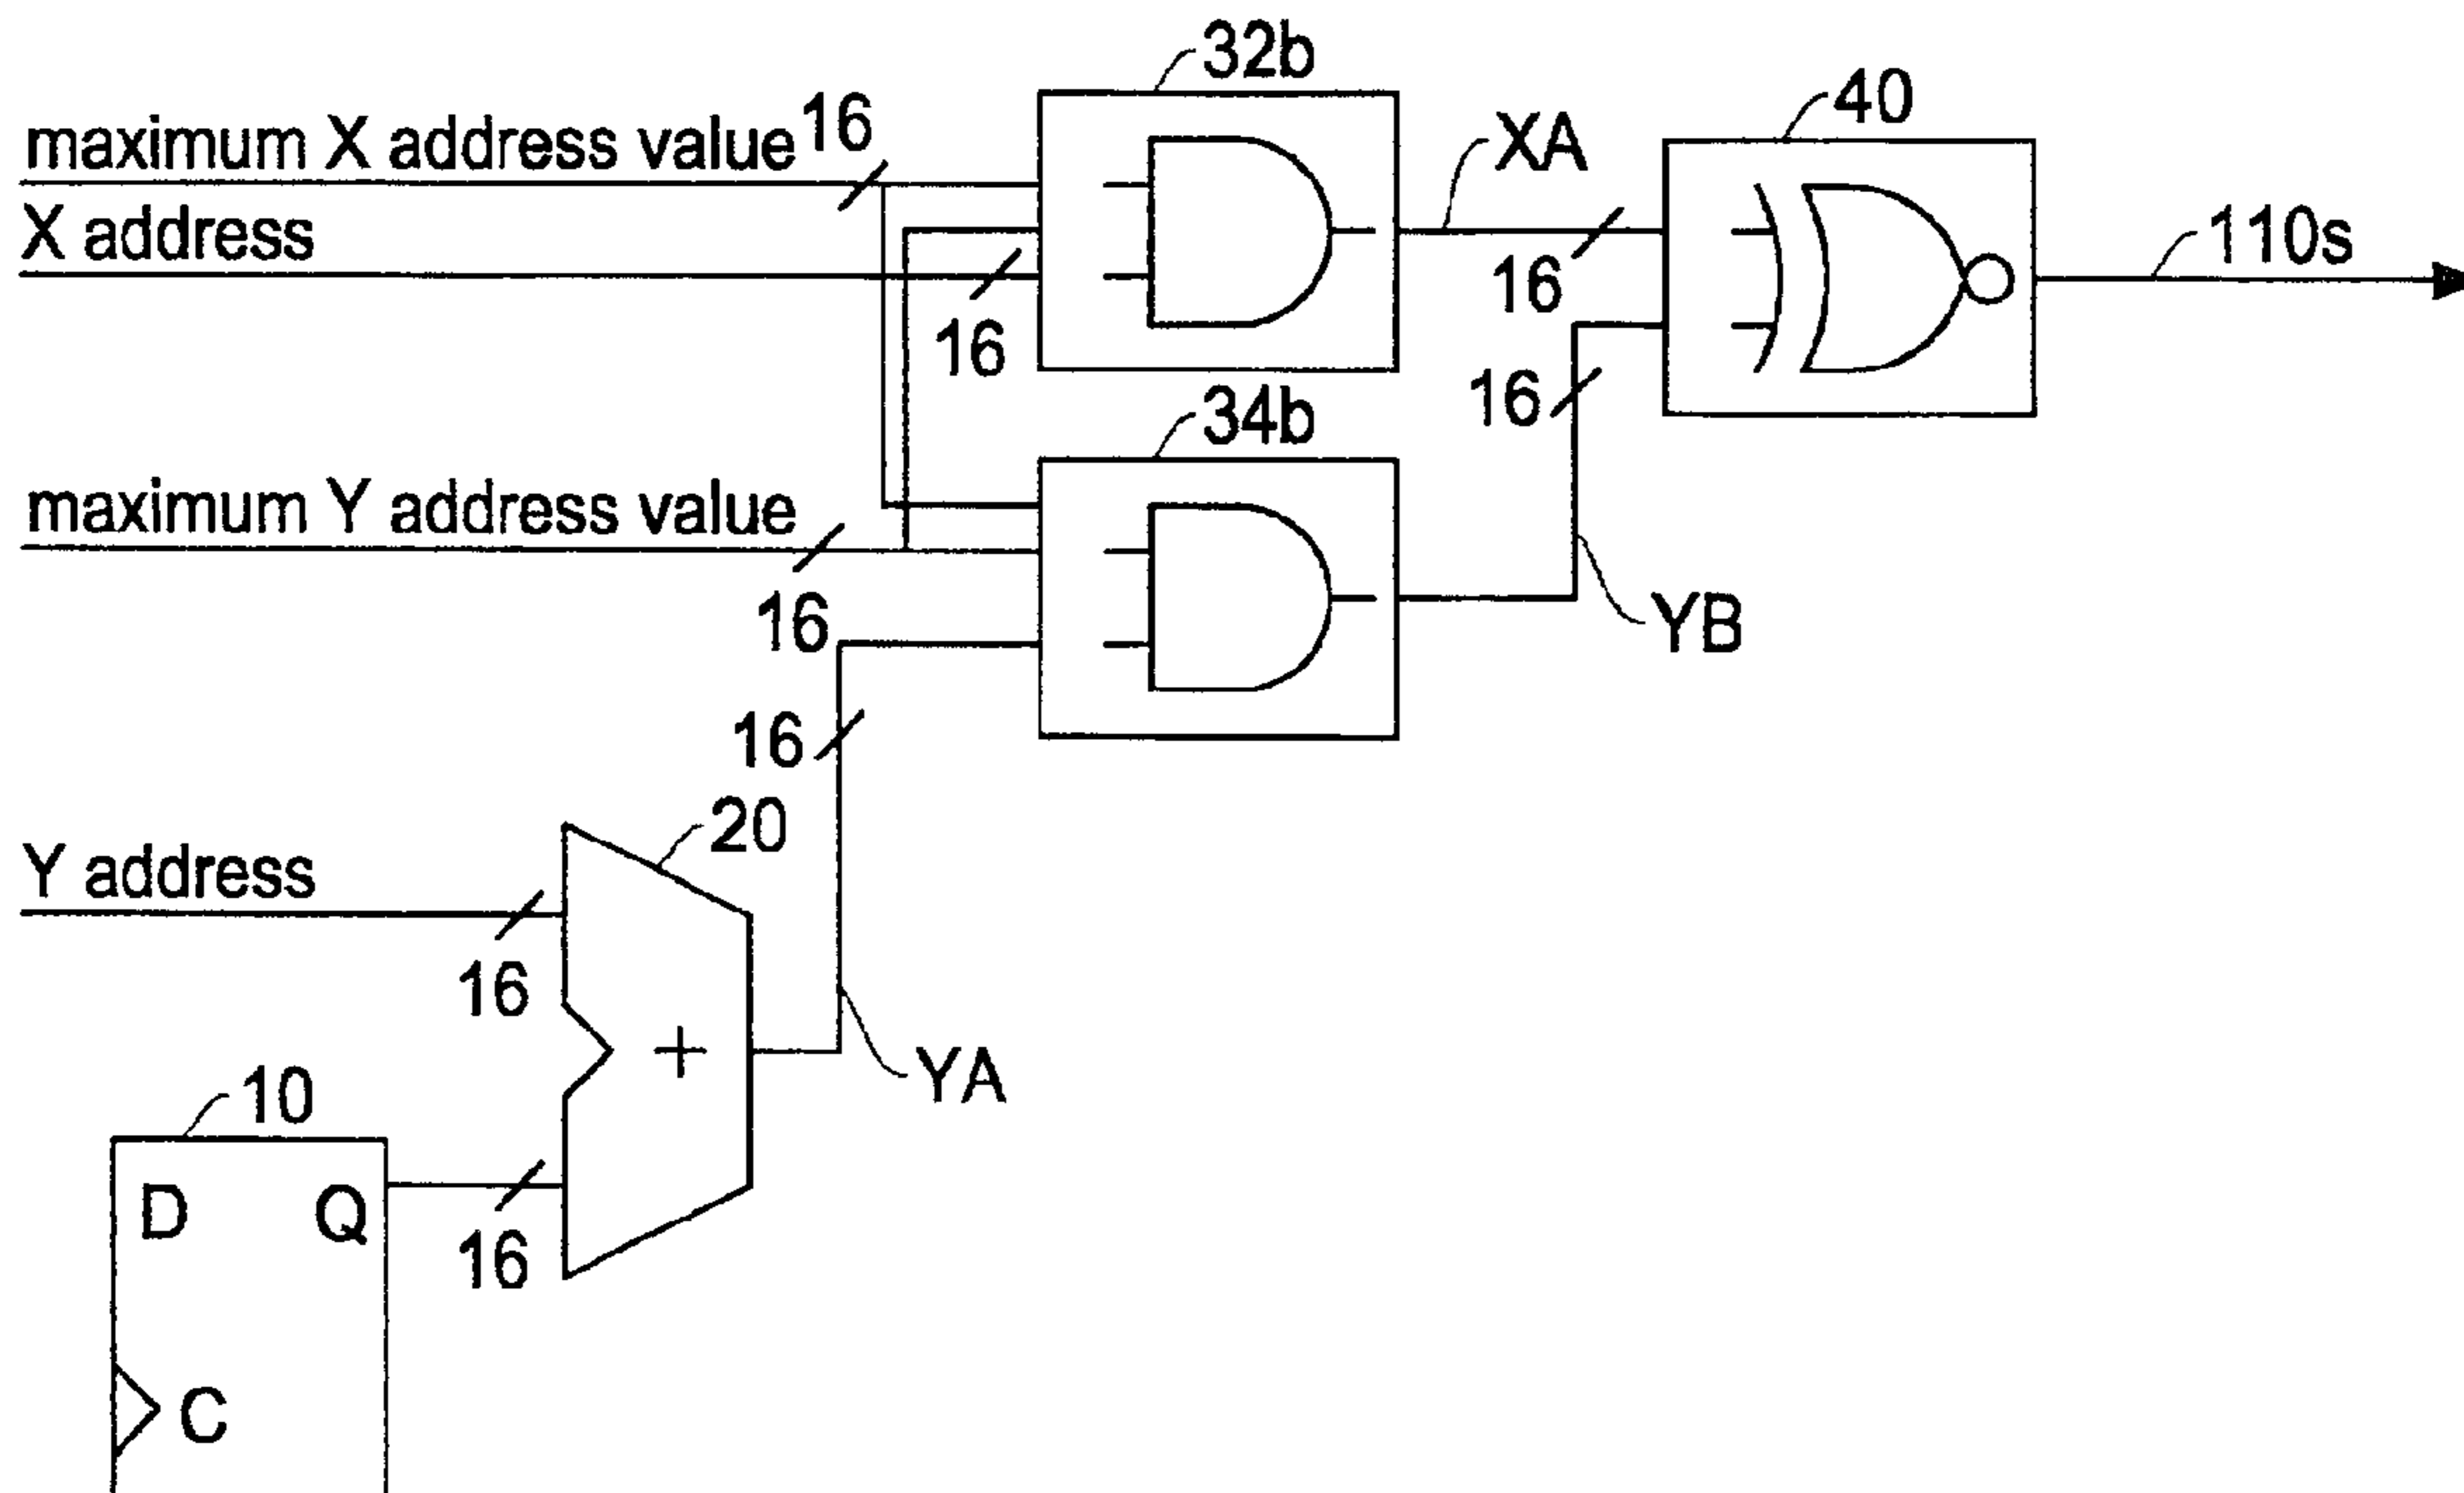 32b
40
maximum X address value
16
XA
X address
110s
16
16
34b
16
maximum Y address value
16
YB
16
20
Y address
16
YA
10
D
Q
16
C